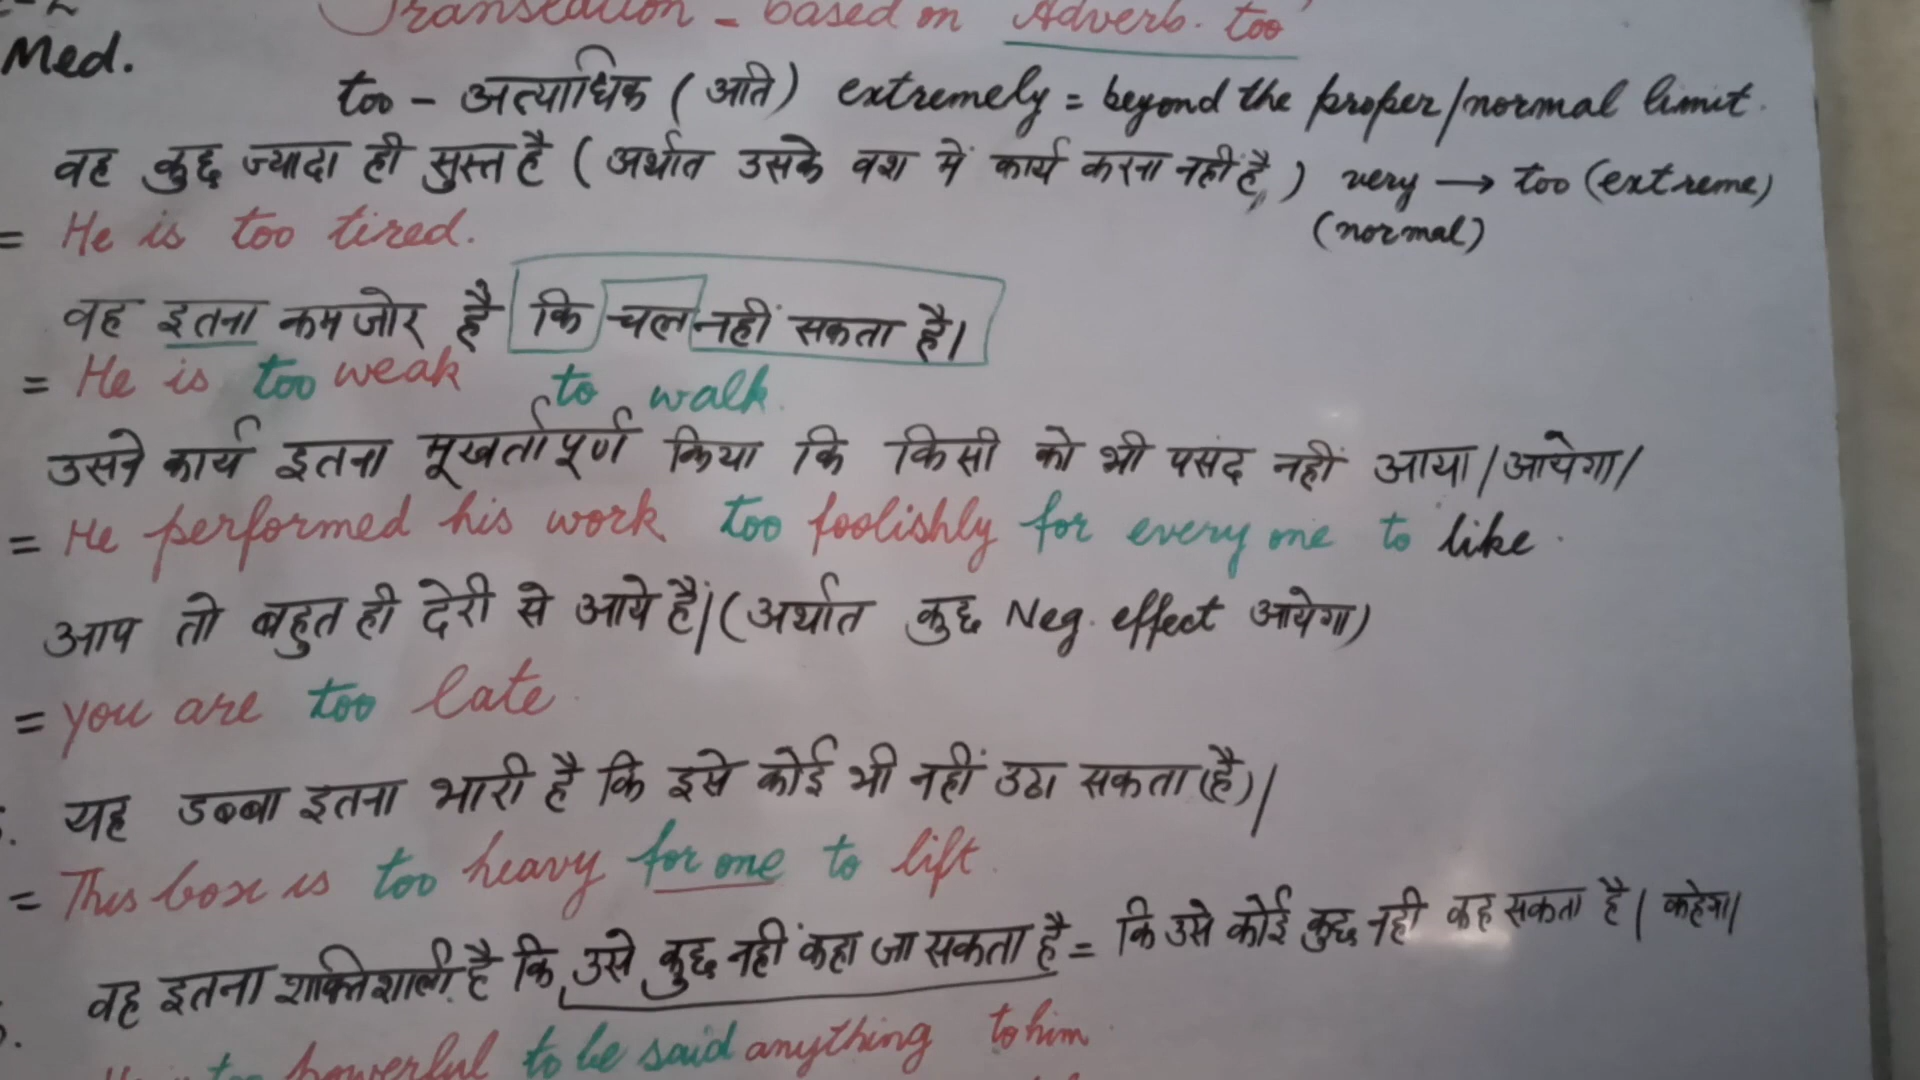 Translation - based on Adverb. too
Med.
too - अत्याधिक (अति) extremely = beyond the proper/normal limit.
वह कुछ ज्यादा ही सुस्त है (अर्थात उसके वश में कार्य करना नहीं है,) very → too (extreme)
(normal)
= He is too tired.
वह इतना कमजोर है कि चल नहीं सकता है।
= He is too weak to walk.
उसने कार्य इतना मूर्खतापूर्ण किया कि किसी को भी पसंद नहीं आया/आयेगा/
= He performed his work too foolishly for every one to like.
आप तो बहुत ही देरी से आये हैं/(अर्थात कुछ Neg. effect आयेगा)
= you are too late.
यह डब्बा इतना भारी है कि इसे कोई भी नहीं उठा सकता (है)/
= This box is too heavy for one to lift.
वह इतना शक्तिशाली है कि उसे कुछ नहीं कहा जा सकता है = कि उसे कोई कुछ नहीं कह सकता है/ कहेगा/
powerful to be said anything to him.